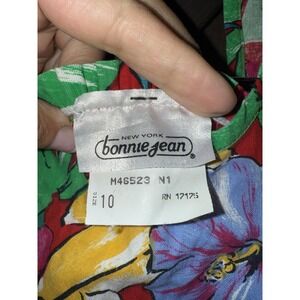 NEW YORK
bonnie jean ®
M46523 N1
SIZE 10
RN 17175